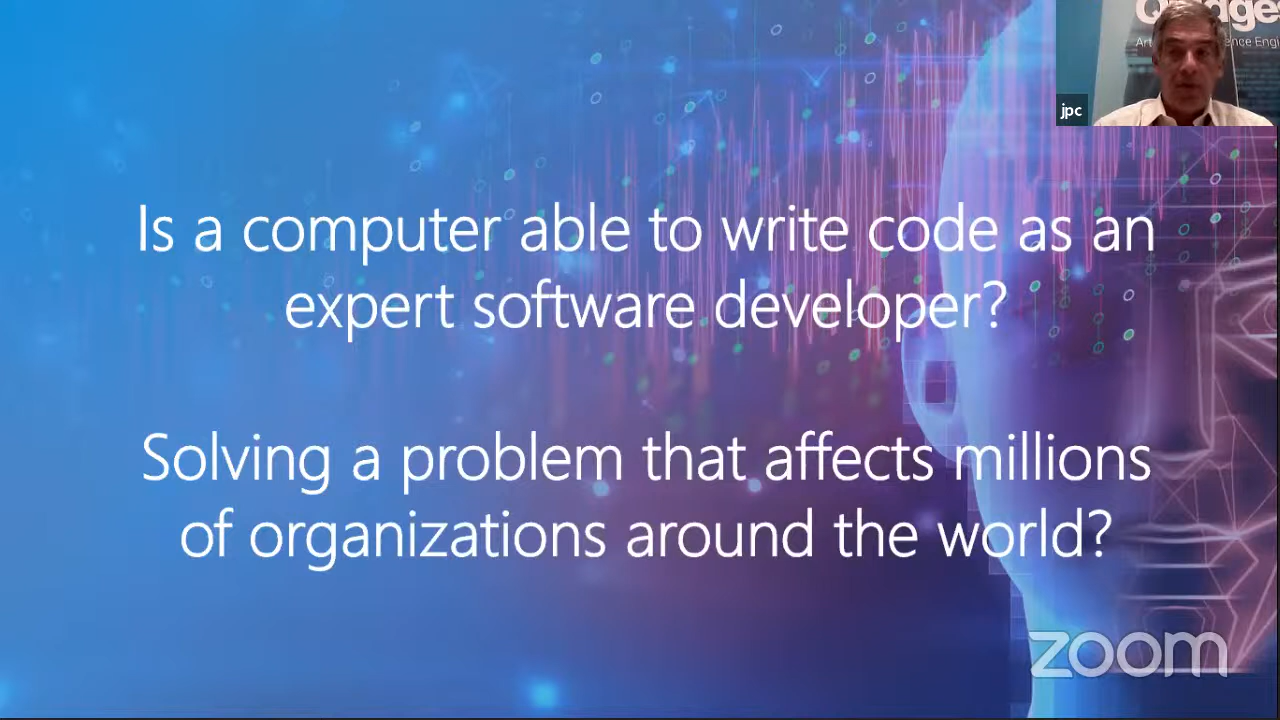 jpc
Is a computer able to write code as an
expert software developer?
Solving a problem that affects millions
of organizations around the world?
zoom